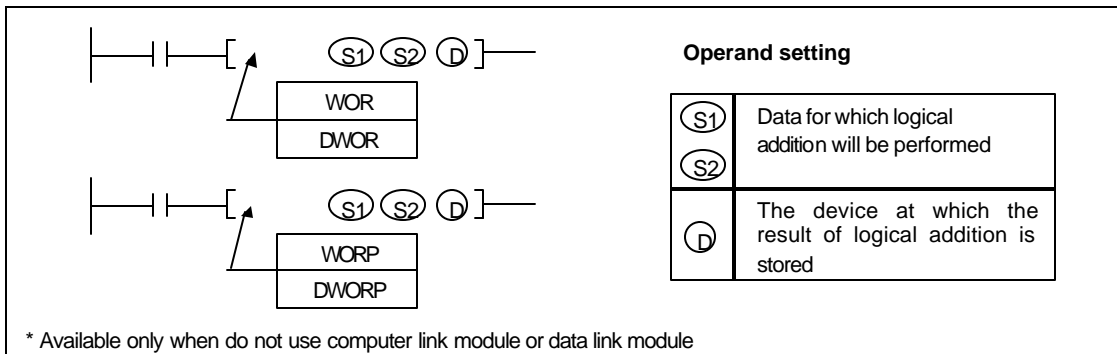 S1 S2 D
WOR
DWOR
S1 S2 D
WORP
DWORP
Operand setting
S1
S2
Data for which logical
addition will be performed
D
The device at which the
result of logical addition is
stored
* Available only when do not use computer link module or data link module